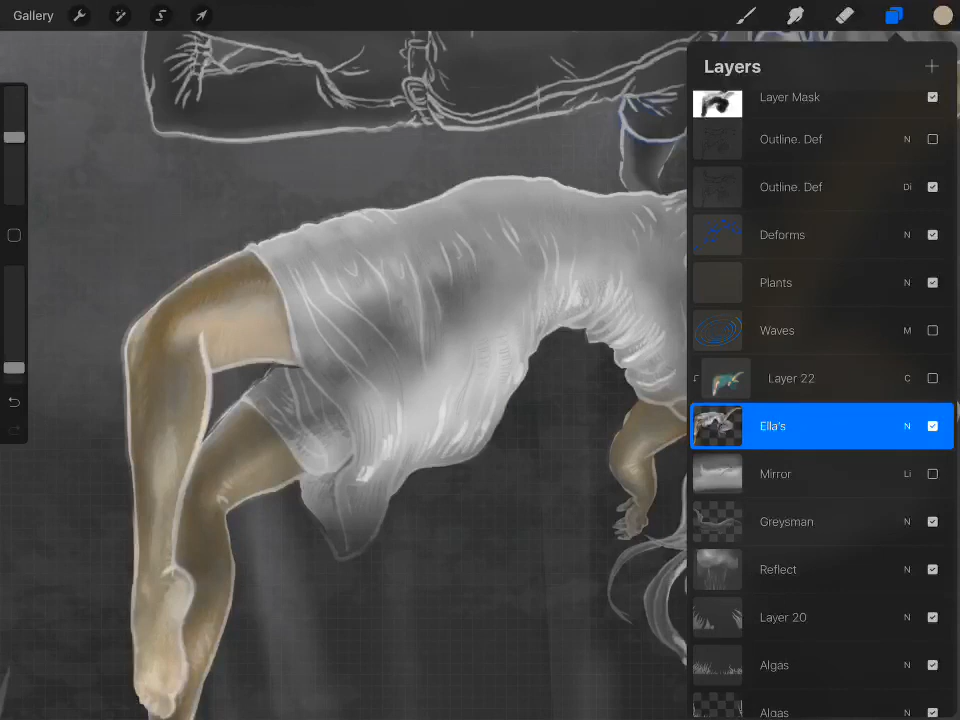 Gallery
Layers
Layer Mask
Outline. Def N
Outline. Def Di
Deforms N
Plants N
Waves M
Layer 22 C
Ella's N
Mirror Li
Greysman N
Reflect N
Layer 20 N
Algas N
Algas N